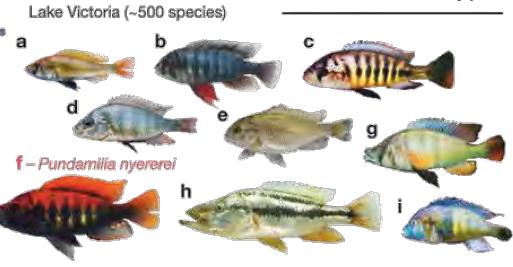 Lake Victoria (~500 species)
a
b
c
d
e
g
f – Pundamilia nyererei
h
i